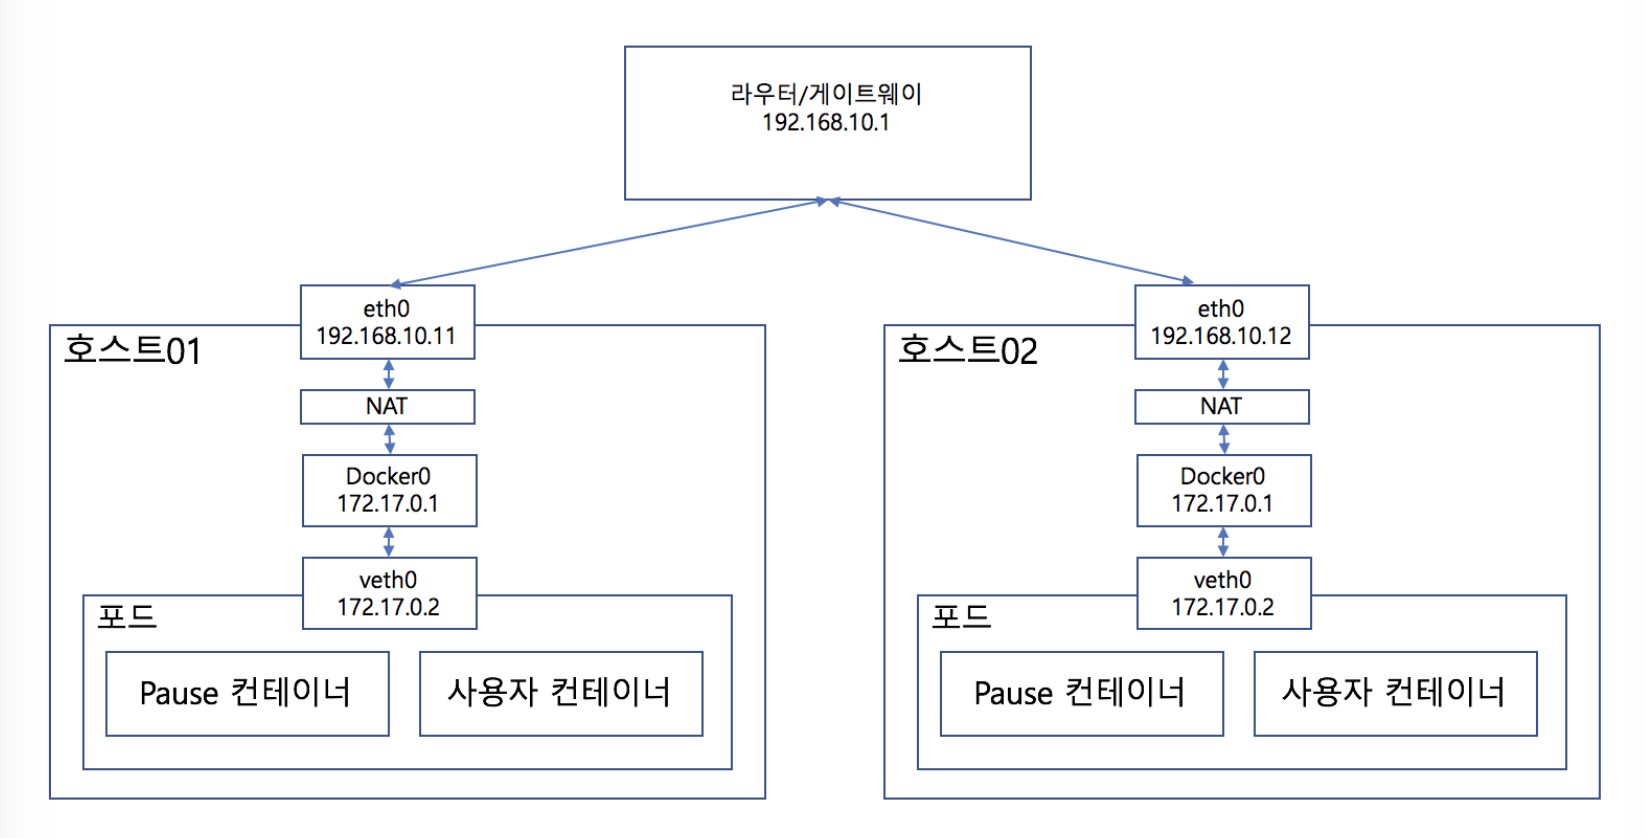 라우터/게이트웨이
192.168.10.1
eth0
192.168.10.11
호스트01
NAT
Docker0
172.17.0.1
veth0
172.17.0.2
포드
Pause 컨테이너
사용자 컨테이너
eth0
192.168.10.12
호스트02
NAT
Docker0
172.17.0.1
veth0
172.17.0.2
포드
Pause 컨테이너
사용자 컨테이너